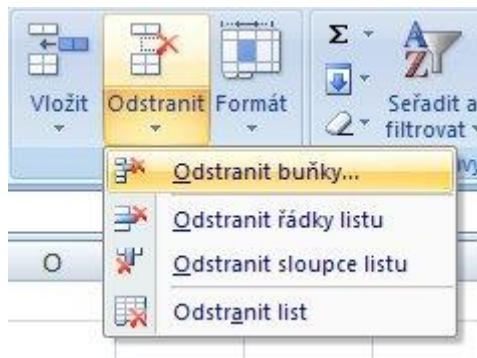 Vložit
Odstranit
Formát
Σ
Seřadit a
filtrovat
Odstranit buňky...
Odstranit řádky listu
Odstranit sloupce listu
Odstranit list
O